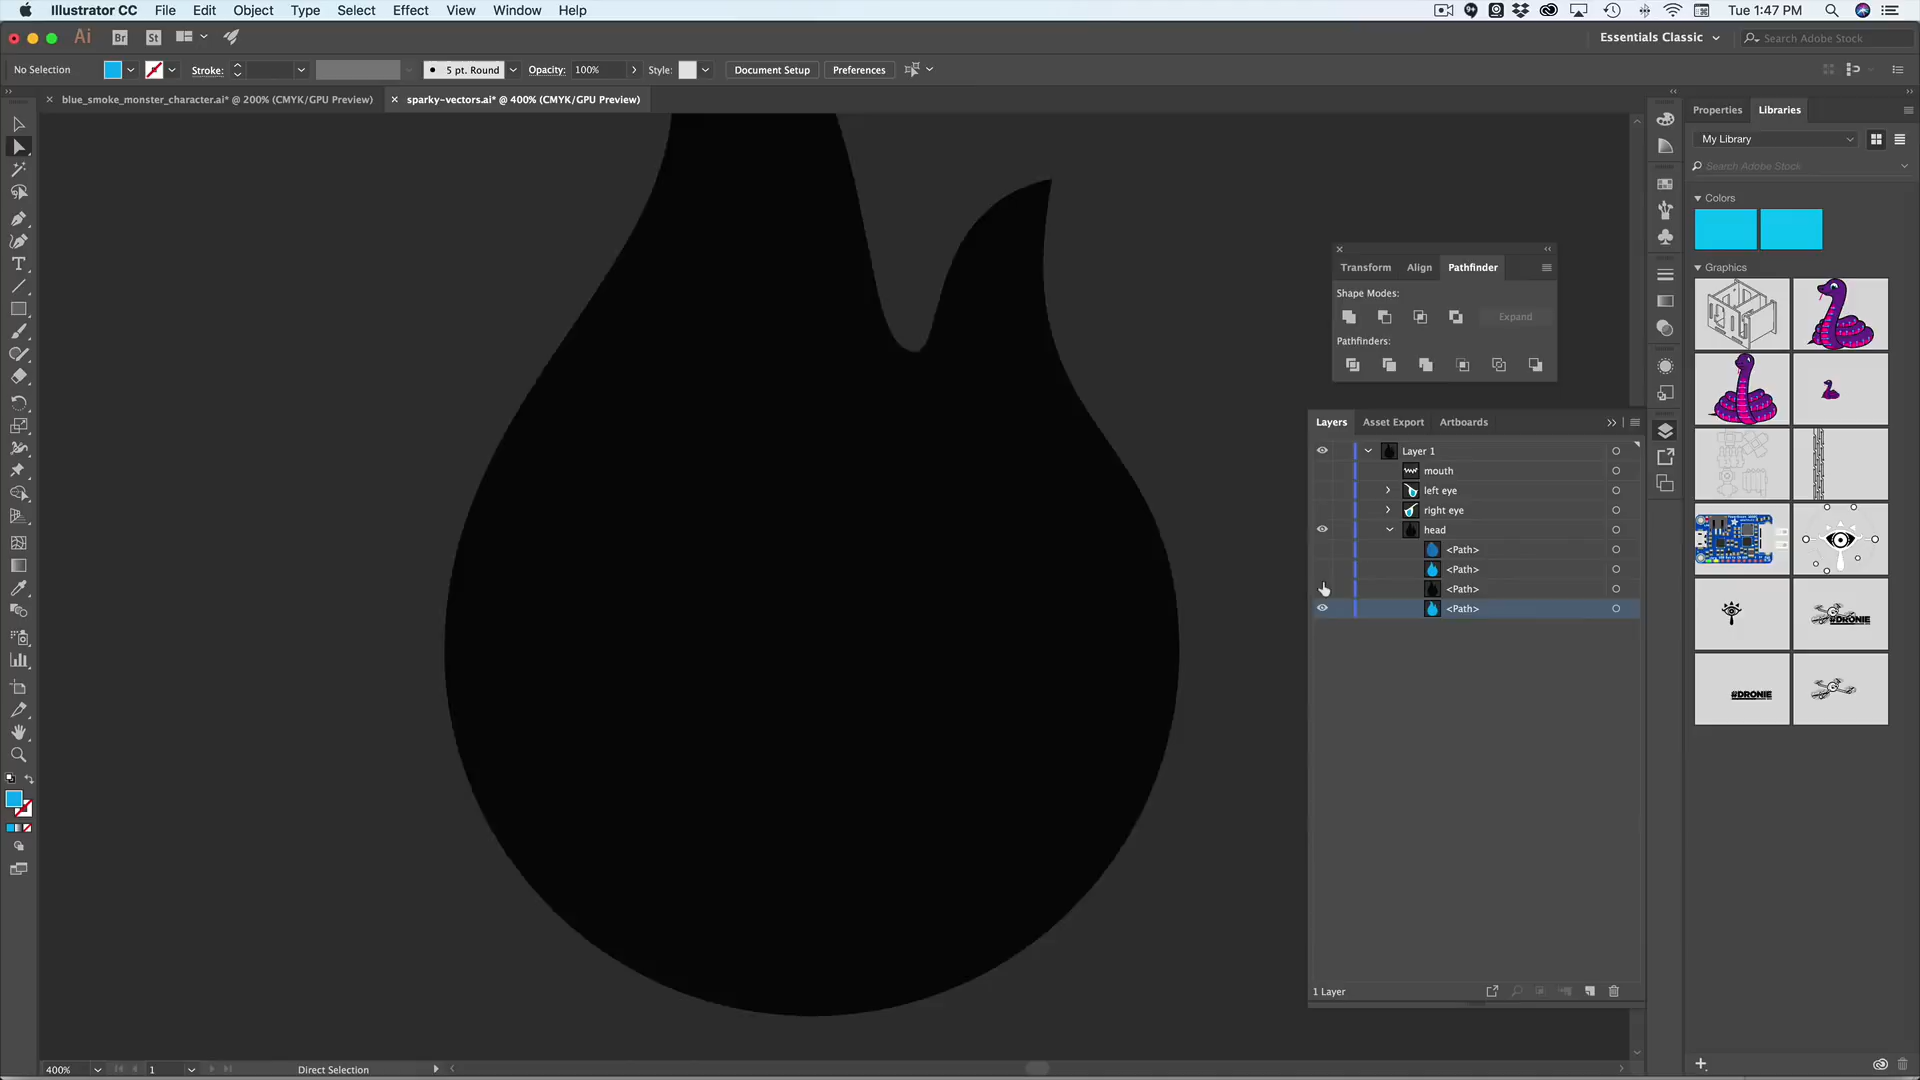 Illustrator CC File Edit Object Type Select Effect View Window Help Tue 1:47 PM
Ai Br St Essentials Classic Search Adobe Stock
No Selection Stroke: 5 pt. Round Opacity: 100% Style: Document Setup Preferences
blue_smoke_monster_character.ai* @ 200% (CMYK/GPU Preview) sparky-vectors.ai* @ 400% (CMYK/GPU Preview)
Properties Libraries
My Library
Search Adobe Stock
Colors
Graphics
#DRONIE
#DRONIE
Transform Align Pathfinder
Shape Modes:
Expand
Pathfinders:
Layers Asset Export Artboards
Layer 1
mouth
left eye
right eye
head
<Path>
<Path>
<Path>
<Path>
1 Layer
400% 1 Direct Selection